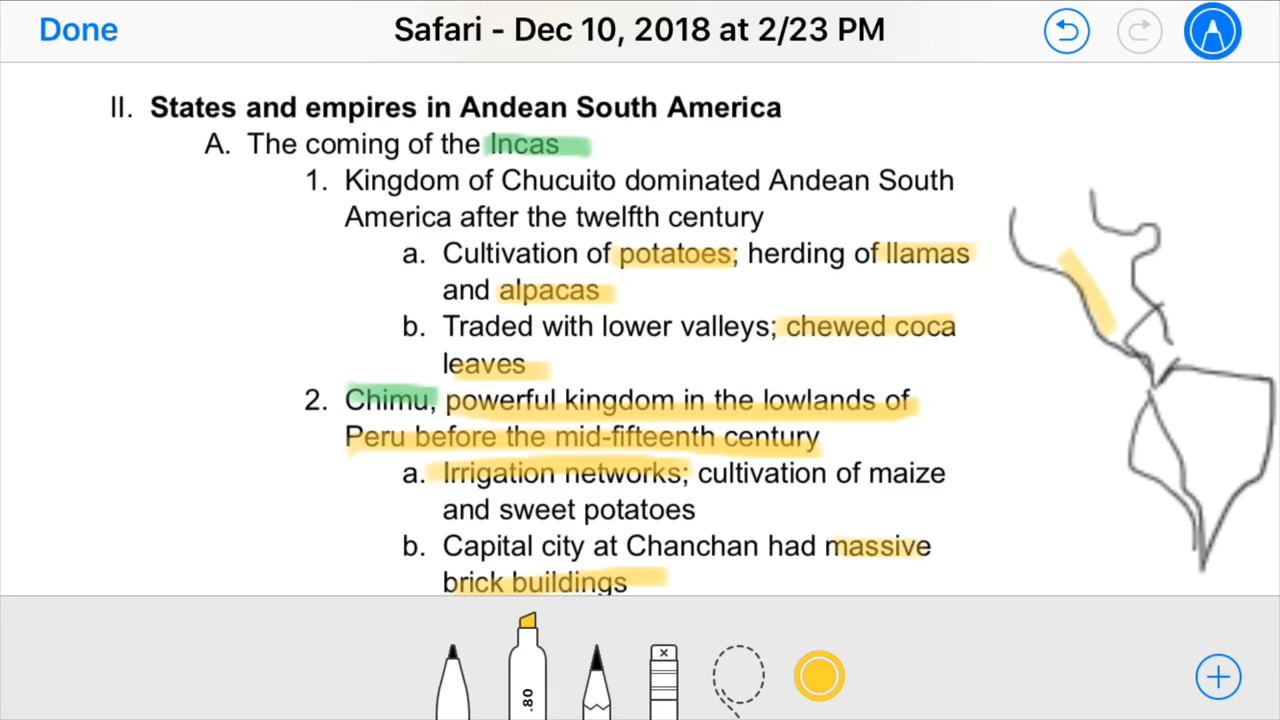 Done
Safari - Dec 10, 2018 at 2/23 PM
II. States and empires in Andean South America
A. The coming of the Incas
1. Kingdom of Chucuito dominated Andean South
America after the twelfth century
a. Cultivation of potatoes; herding of llamas
and alpacas
b. Traded with lower valleys; chewed coca
leaves
2. Chimu, powerful kingdom in the lowlands of
Peru before the mid-fifteenth century
a. Irrigation networks; cultivation of maize
and sweet potatoes
b. Capital city at Chanchan had massive
brick buildings
.80